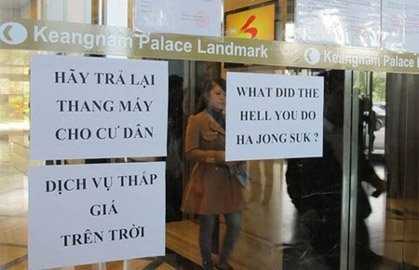 Keangnam Palace Landmark
Keangnam Palace
HÃY TRẢ LẠI
THANG MÁY
CHO CƯ DÂN
WHAT DID THE
HELL YOU DO
HA JONG SUK ?
DỊCH VỤ THẤP
GIÁ
TRÊN TRỜI